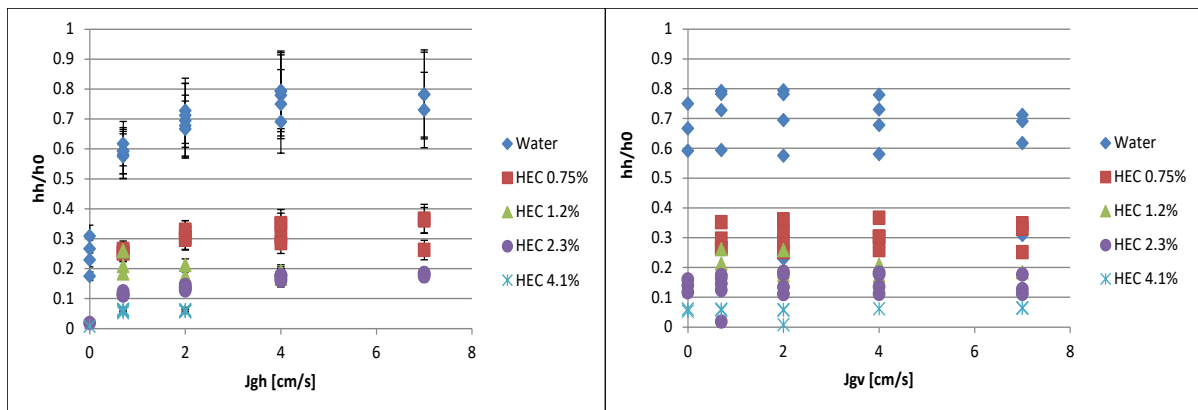 1
0.9
0.8
0.7
0.6
0.5
0.4
0.3
0.2
0.1
0
hh/h0
0 2 4 6 8
Jgh [cm/s]
Water
HEC 0.75%
HEC 1.2%
HEC 2.3%
HEC 4.1%
1
0.9
0.8
0.7
0.6
0.5
0.4
0.3
0.2
0.1
0
hh/h0
0 2 4 6 8
Jgv [cm/s]
Water
HEC 0.75%
HEC 1.2%
HEC 2.3%
HEC 4.1%